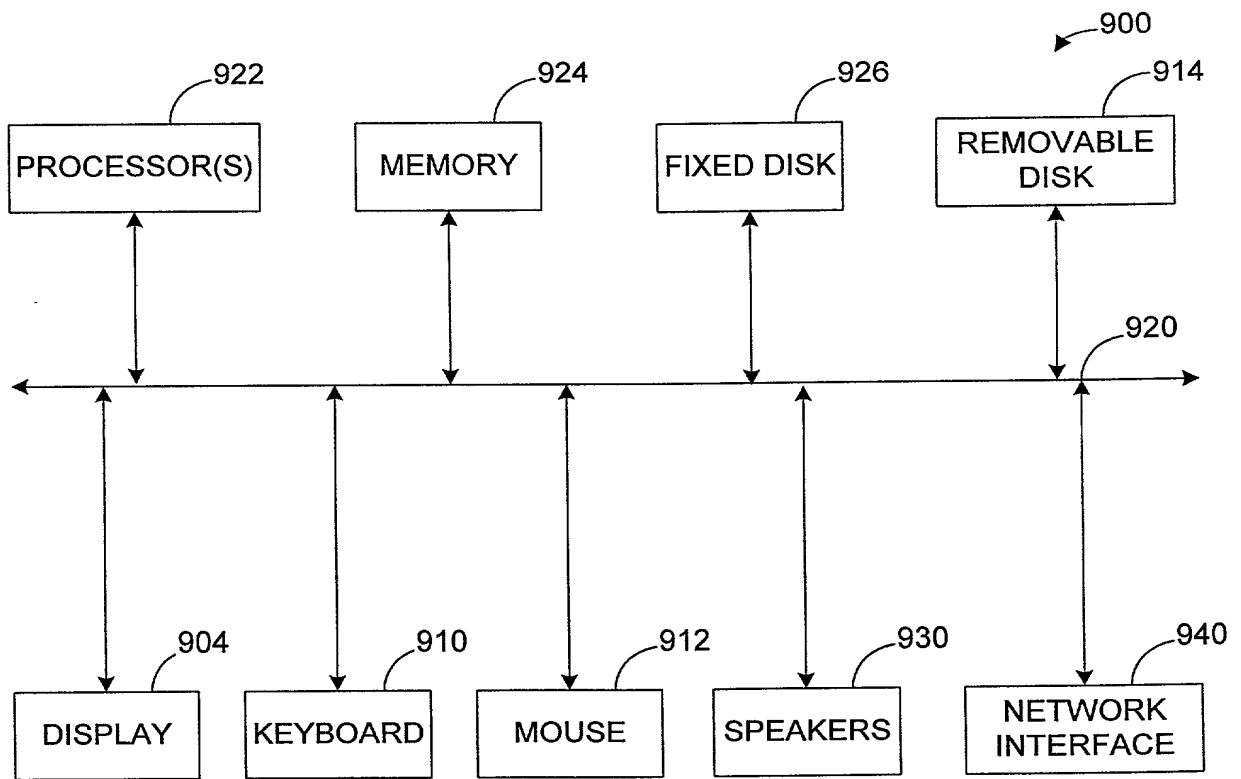 900
922
924
926
914
PROCESSOR(S)
MEMORY
FIXED DISK
REMOVABLE
DISK
920
904
910
912
930
940
DISPLAY
KEYBOARD
MOUSE
SPEAKERS
NETWORK
INTERFACE